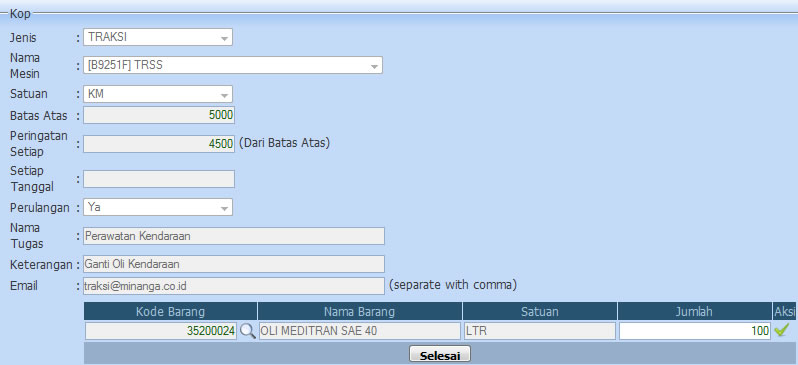 Kop
Jenis : TRAKSI
Nama Mesin : [B9251F] TRSS
Satuan : KM
Batas Atas : 5000
Peringatan Setiap : 4500 (Dari Batas Atas)
Setiap Tanggal :
Perulangan : Ya
Nama Tugas : Perawatan Kendaraan
Keterangan : Ganti Oli Kendaraan
Email : traksi@minanga.co.id (separate with comma)
Kode Barang Nama Barang Satuan Jumlah Aksi
35200024 OLI MEDITRAN SAE 40 LTR 100
Selesai